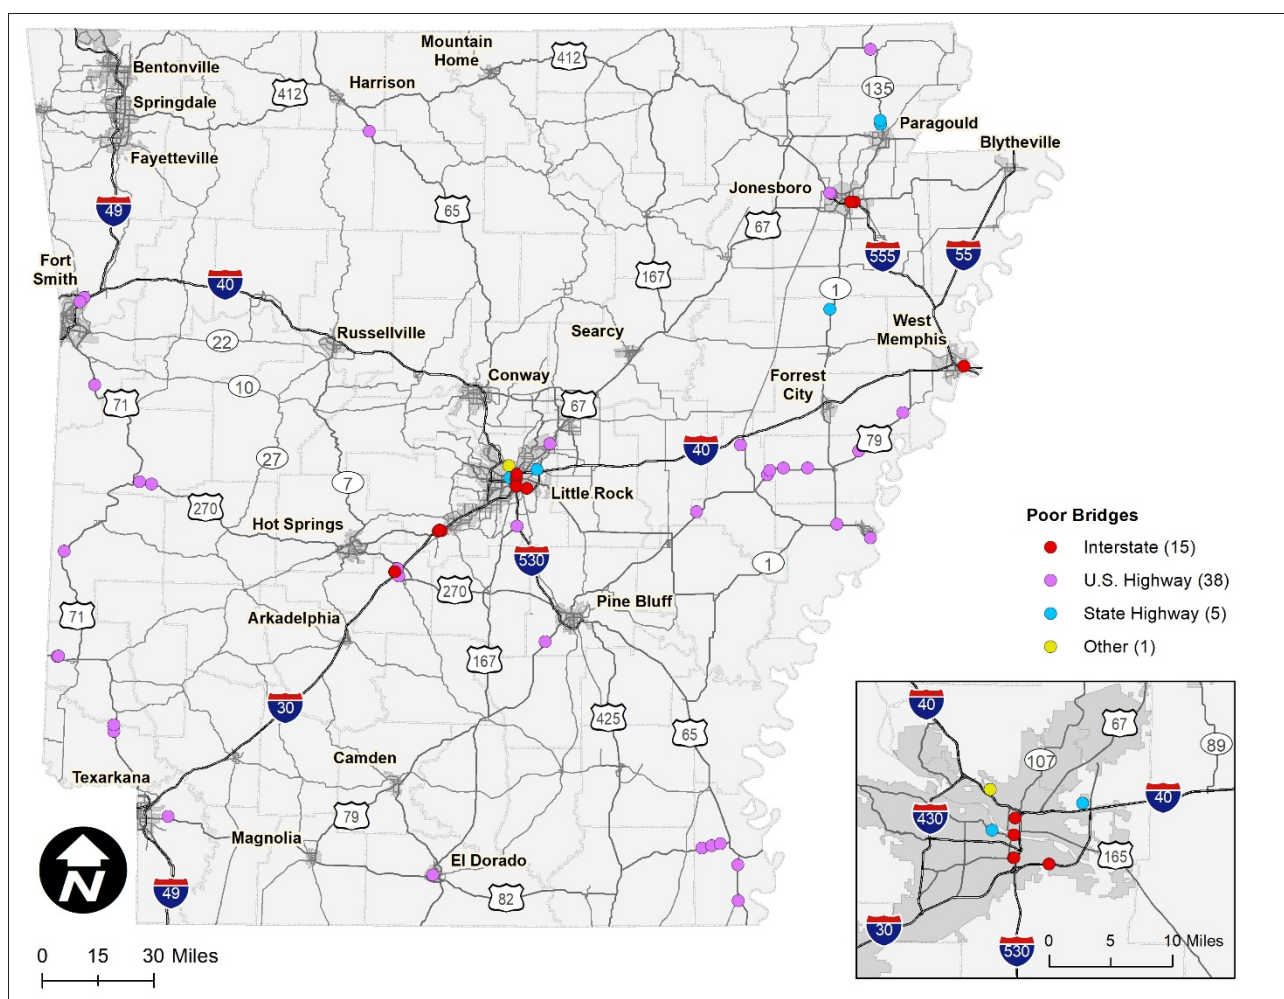 Mountain
Home
412
Harrison
Bentonville
412
Springdale
135
Paragould
Blytheville
Fayetteville
Jonesboro
49
65
67
Fort
Smith
555
55
40
167
1
West
Memphis
Russellville
Searcy
22
Conway
Forrest
City
10
71
67
79
40
27
7
Little Rock
270
Hot Springs
Poor Bridges
Interstate (15)
530
1
U.S. Highway (38)
270
Pine Bluff
71
Arkadelphia
State Highway (5)
Other (1)
167
30
425
65
40
67
107
89
Camden
Texarkana
40
430
79
Magnolia
165
El Dorado
49
82
30
530
0 5 10 Miles
N
0 15 30 Miles